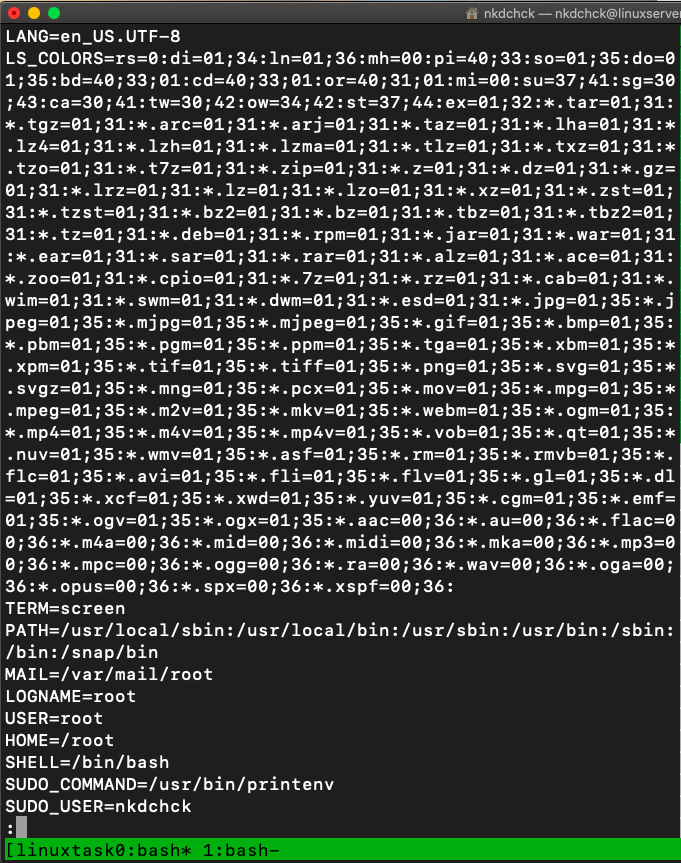 nkdchck — nkdchck@linuxserver
LANG=en_US.UTF-8
LS_COLORS=rs=0:di=01;34:ln=01;36:mh=00:pi=40;33:so=01;35:do=0
1;35:bd=40;33;01:cd=40;33;01:or=40;31;01:mi=00:su=37;41:sg=30
;43:ca=30;41:tw=30;42:ow=34;42:st=37;44:ex=01;32:*.tar=01;31:
*.tgz=01;31:*.arc=01;31:*.arj=01;31:*.taz=01;31:*.lha=01;31:*
.lz4=01;31:*.lzh=01;31:*.lzma=01;31:*.tlz=01;31:*.txz=01;31:*
.tzo=01;31:*.t7z=01;31:*.zip=01;31:*.z=01;31:*.dz=01;31:*.gz=
01;31:*.lrz=01;31:*.lz=01;31:*.lzo=01;31:*.xz=01;31:*.zst=01;
31:*.tzst=01;31:*.bz2=01;31:*.bz=01;31:*.tbz=01;31:*.tbz2=01;
31:*.tz=01;31:*.deb=01;31:*.rpm=01;31:*.jar=01;31:*.war=01;31
:*.ear=01;31:*.sar=01;31:*.rar=01;31:*.alz=01;31:*.ace=01;31:
*.zoo=01;31:*.cpio=01;31:*.7z=01;31:*.rz=01;31:*.cab=01;31:*.
wim=01;31:*.swm=01;31:*.dwm=01;31:*.esd=01;31:*.jpg=01;35:*.j
peg=01;35:*.mjpg=01;35:*.mjpeg=01;35:*.gif=01;35:*.bmp=01;35:
*.pbm=01;35:*.pgm=01;35:*.ppm=01;35:*.tga=01;35:*.xbm=01;35:*
.xpm=01;35:*.tif=01;35:*.tiff=01;35:*.png=01;35:*.svg=01;35:*
.svgz=01;35:*.mng=01;35:*.pcx=01;35:*.mov=01;35:*.mpg=01;35:*
.mpeg=01;35:*.m2v=01;35:*.mkv=01;35:*.webm=01;35:*.ogm=01;35:
*.mp4=01;35:*.m4v=01;35:*.mp4v=01;35:*.vob=01;35:*.qt=01;35:*
.nuv=01;35:*.wmv=01;35:*.asf=01;35:*.rm=01;35:*.rmvb=01;35:*.
flc=01;35:*.avi=01;35:*.fli=01;35:*.flv=01;35:*.gl=01;35:*.dl
=01;35:*.xcf=01;35:*.xwd=01;35:*.yuv=01;35:*.cgm=01;35:*.emf=
01;35:*.ogv=01;35:*.ogx=01;35:*.aac=00;36:*.au=00;36:*.flac=0
0;36:*.m4a=00;36:*.mid=00;36:*.midi=00;36:*.mka=00;36:*.mp3=0
0;36:*.mpc=00;36:*.ogg=00;36:*.ra=00;36:*.wav=00;36:*.oga=00;
36:*.opus=00;36:*.spx=00;36:*.xspf=00;36:
TERM=screen
PATH=/usr/local/sbin:/usr/local/bin:/usr/sbin:/usr/bin:/sbin:
/bin:/snap/bin
MAIL=/var/mail/root
LOGNAME=root
USER=root
HOME=/root
SHELL=/bin/bash
SUDO_COMMAND=/usr/bin/printenv
SUDO_USER=nkdchck
:
[linuxtask0:bash* 1:bash-